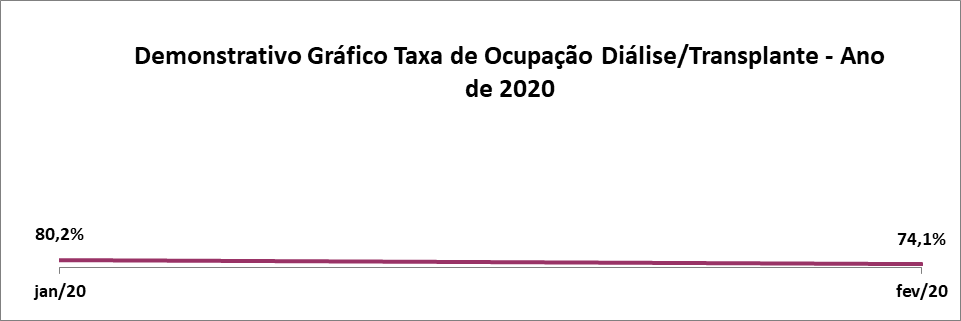 Demonstrativo Gráfico Taxa de Ocupação Diálise/Transplante - Ano
de 2020
80,2%
74,1%
jan/20
fev/20